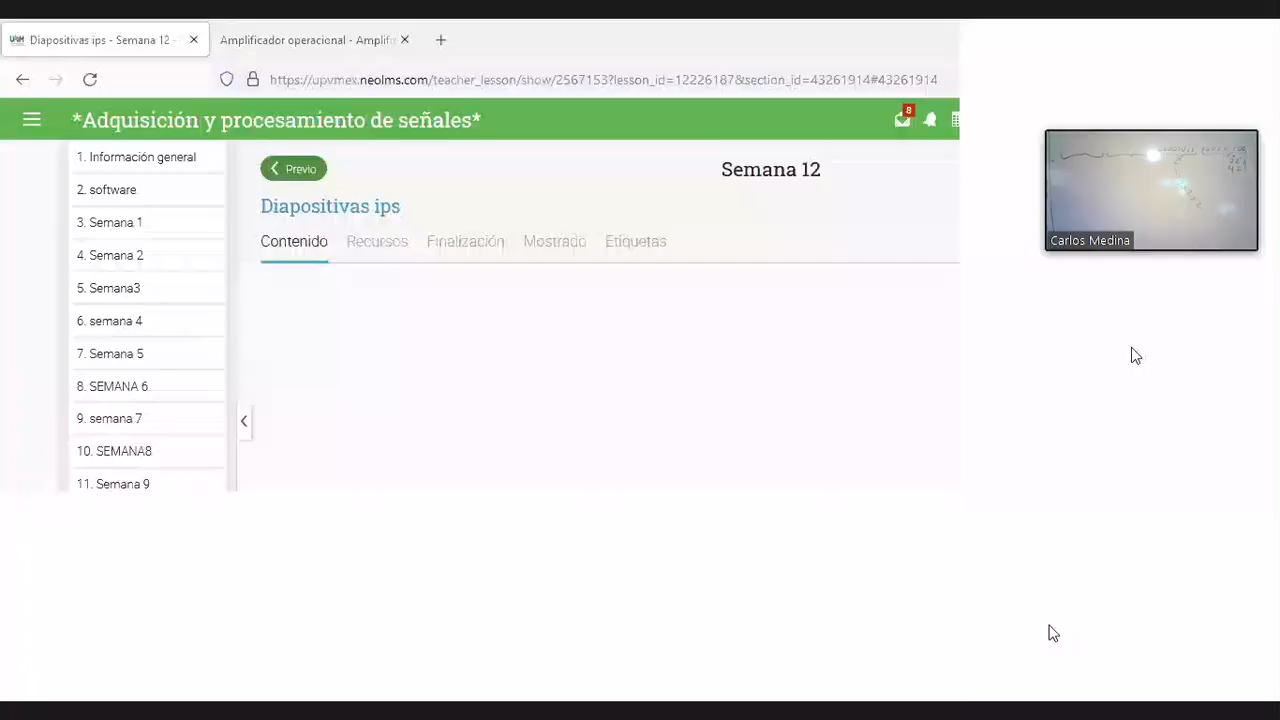 Diapositivas ips - Semana 12 -
Amplificador operacional - Amplifi
https://upvmex.neolms.com/teacher_lesson/show/2567153?lesson_id=12226187&section_id=43261914#43261914
*Adquisición y procesamiento de señales*
8
1. Información general
2. software
3. Semana 1
4. Semana 2
5. Semana3
6. semana 4
7. Semana 5
8. SEMANA 6
9. semana 7
10. SEMANA8
11. Semana 9
Previo
Semana 12
Diapositivas ips
Contenido
Recursos
Finalización
Mostrado
Etiquetas
Carlos Medina